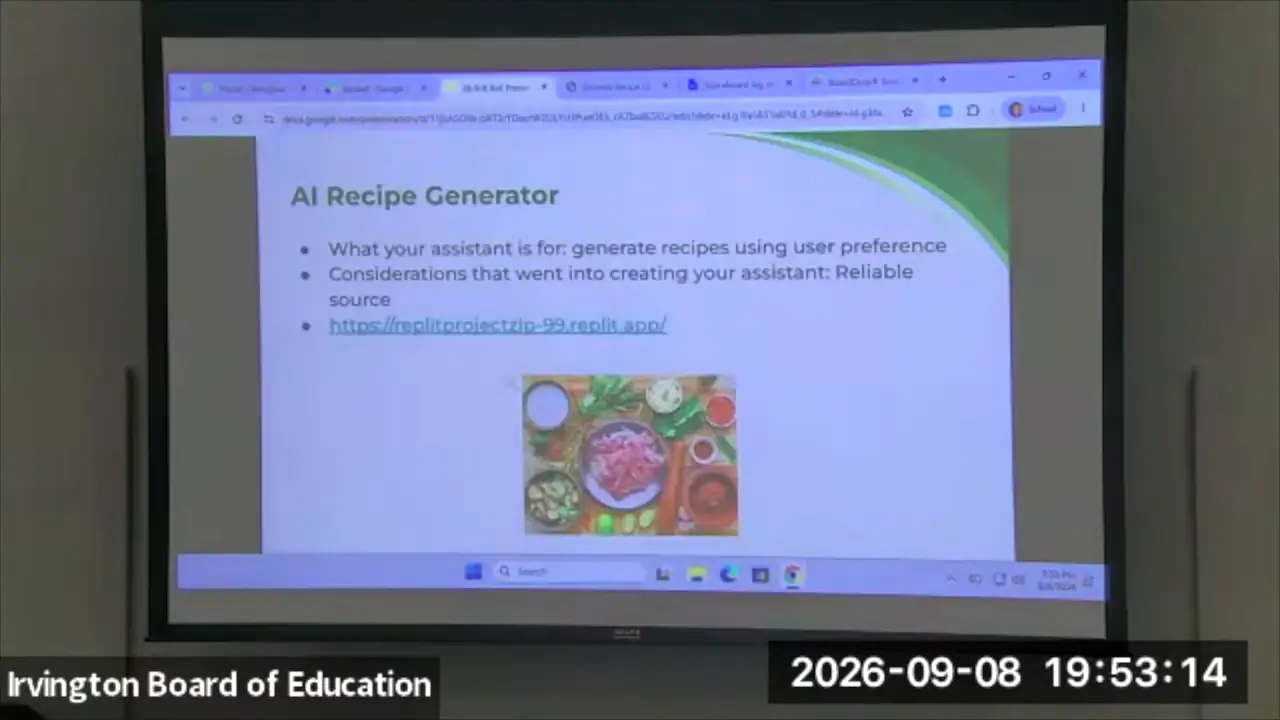 AI Recipe Generator
What your assistant is for: generate recipes using user preference
Considerations that went into creating your assistant: Reliable
source
https://replitprojectzip-99.replit.app/
Search
School
Irvington Board of Education
2026-09-08 19:53:14